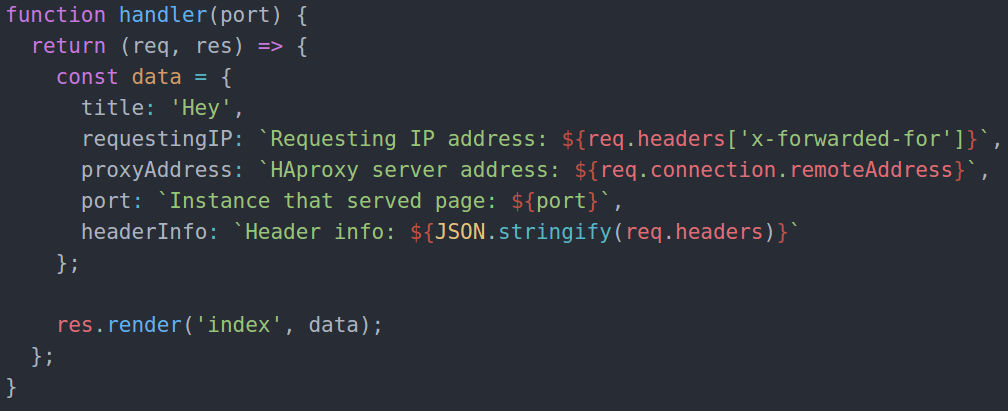 function handler(port) {
  return (req, res) => {
    const data = {
      title: 'Hey',
      requestingIP: `Requesting IP address: ${req.headers['x-forwarded-for']}`,
      proxyAddress: `HAproxy server address: ${req.connection.remoteAddress}`,
      port: `Instance that served page: ${port}`,
      headerInfo: `Header info: ${JSON.stringify(req.headers)}`
    };

    res.render('index', data);
  };
}